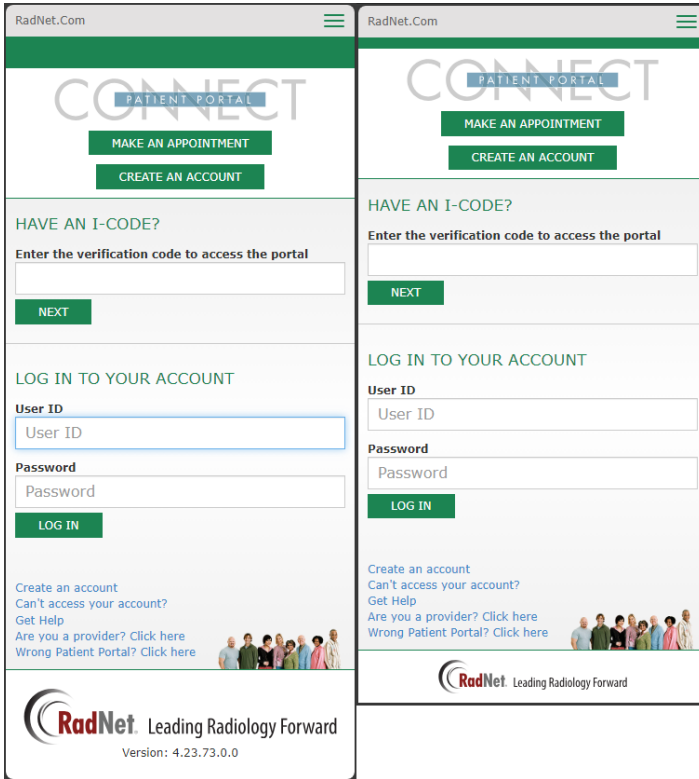 RadNet.Com
CONNECT
PATIENT PORTAL
MAKE AN APPOINTMENT
CREATE AN ACCOUNT
HAVE AN I-CODE?
Enter the verification code to access the portal
NEXT
LOG IN TO YOUR ACCOUNT
User ID
User ID
Password
Password
LOG IN
Create an account
Can't access your account?
Get Help
Are you a provider? Click here
Wrong Patient Portal? Click here
RadNet. Leading Radiology Forward
Version: 4.23.73.0.0
RadNet.Com
CONNECT
PATIENT PORTAL
MAKE AN APPOINTMENT
CREATE AN ACCOUNT
HAVE AN I-CODE?
Enter the verification code to access the portal
NEXT
LOG IN TO YOUR ACCOUNT
User ID
User ID
Password
Password
LOG IN
Create an account
Can't access your account?
Get Help
Are you a provider? Click here
Wrong Patient Portal? Click here
RadNet. Leading Radiology Forward